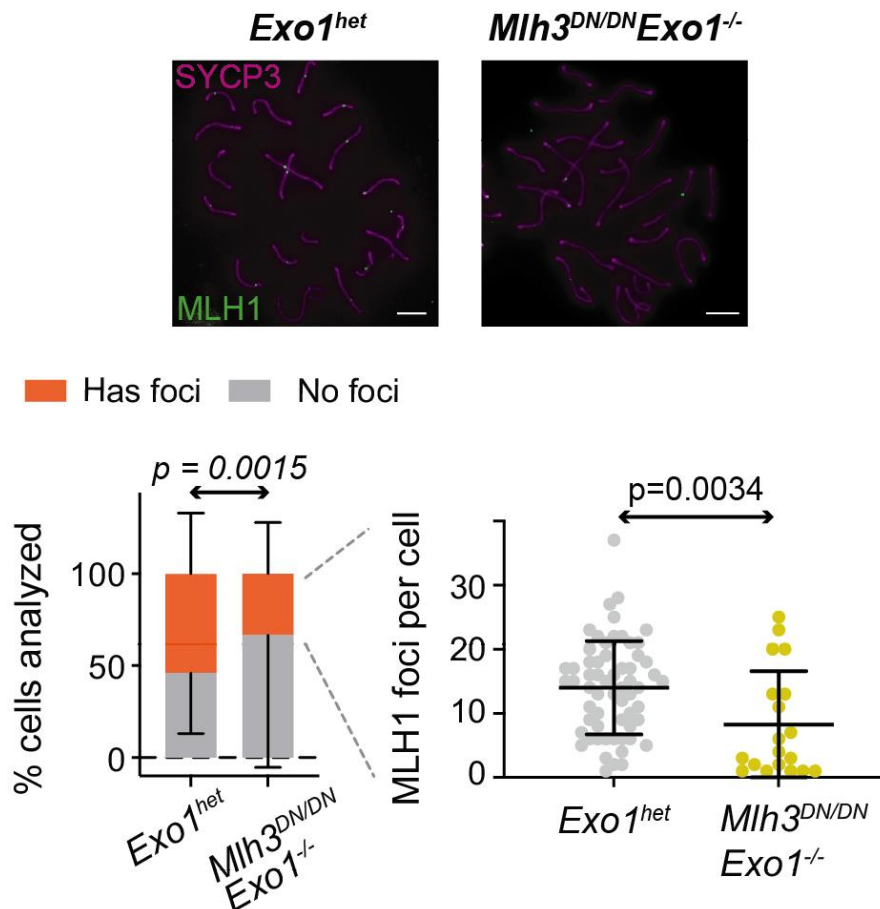 Exo1het Mlh3DN/DNExo1-/-
SYCP3
MLH1
Has foci No foci
p = 0.0015
% cells analyzed
100
50
0
Exo1het
Mlh3DN/DN
Exo1-/-
p=0.0034
MLH1 foci per cell
30
20
10
0
Exo1het
Mlh3DN/DN
Exo1-/-